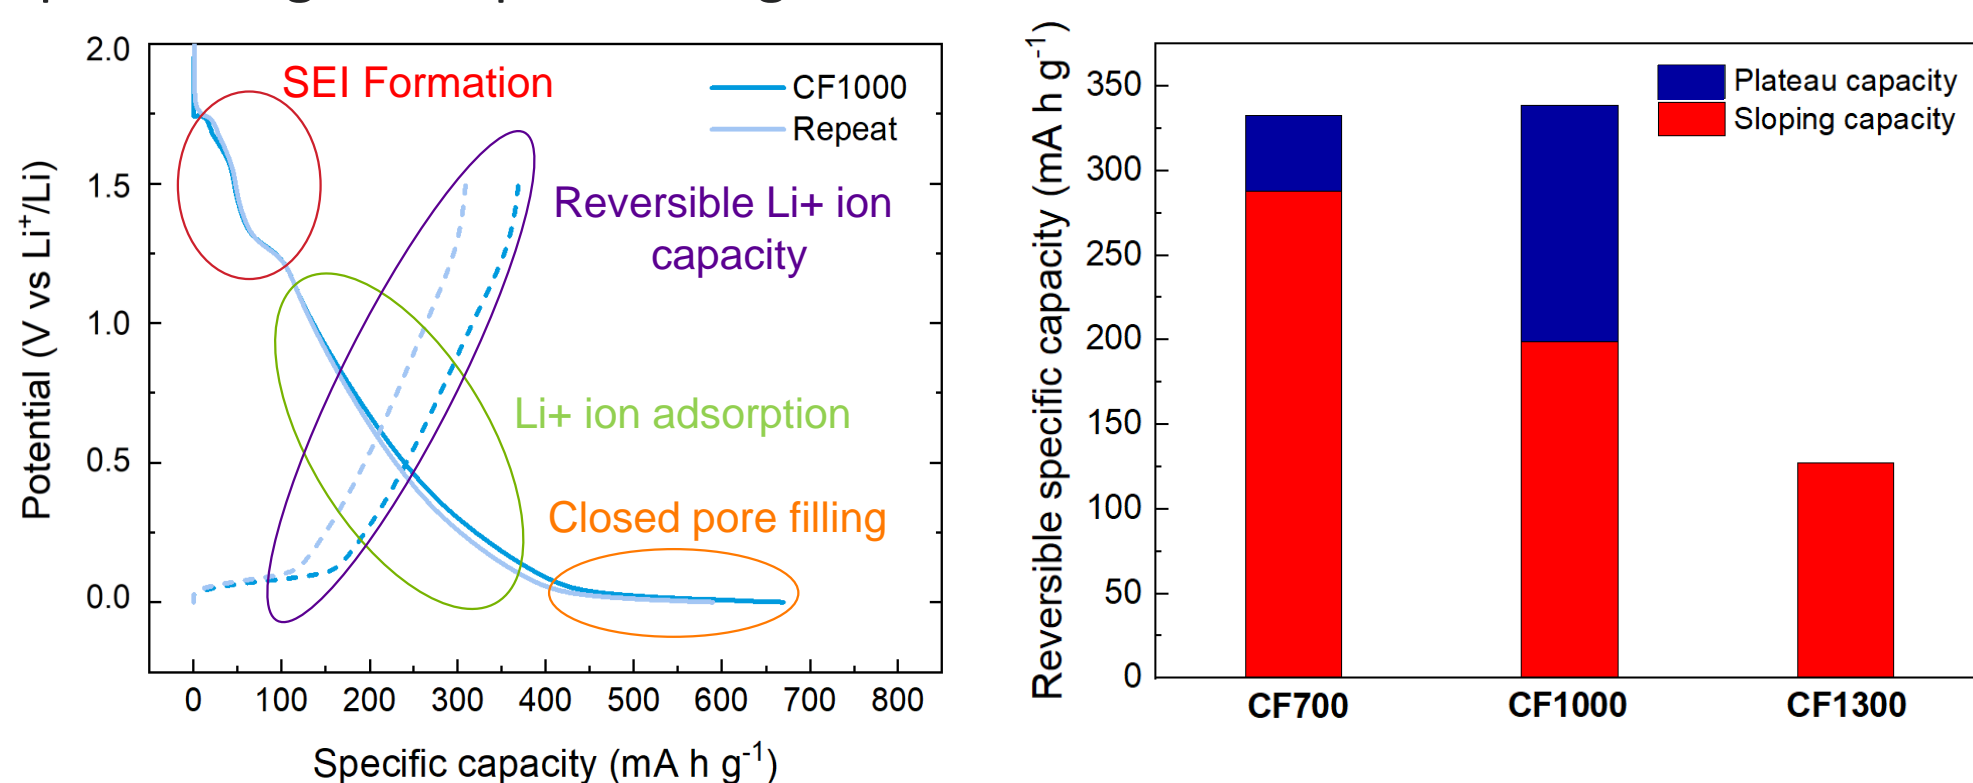 2.0
1.5
1.0
0.5
0.0
Potential (V vs Li⁺/Li)
SEI Formation
CF1000
Repeat
Reversible Li+ ion
capacity
Li+ ion adsorption
Closed pore filling
0 100 200 300 400 500 600 700 800
Specific capacity (mA h g⁻¹)
Reversible specific capacity (mA h g⁻¹)
350
300
250
200
150
100
50
0
Plateau capacity
Sloping capacity
CF700 CF1000 CF1300